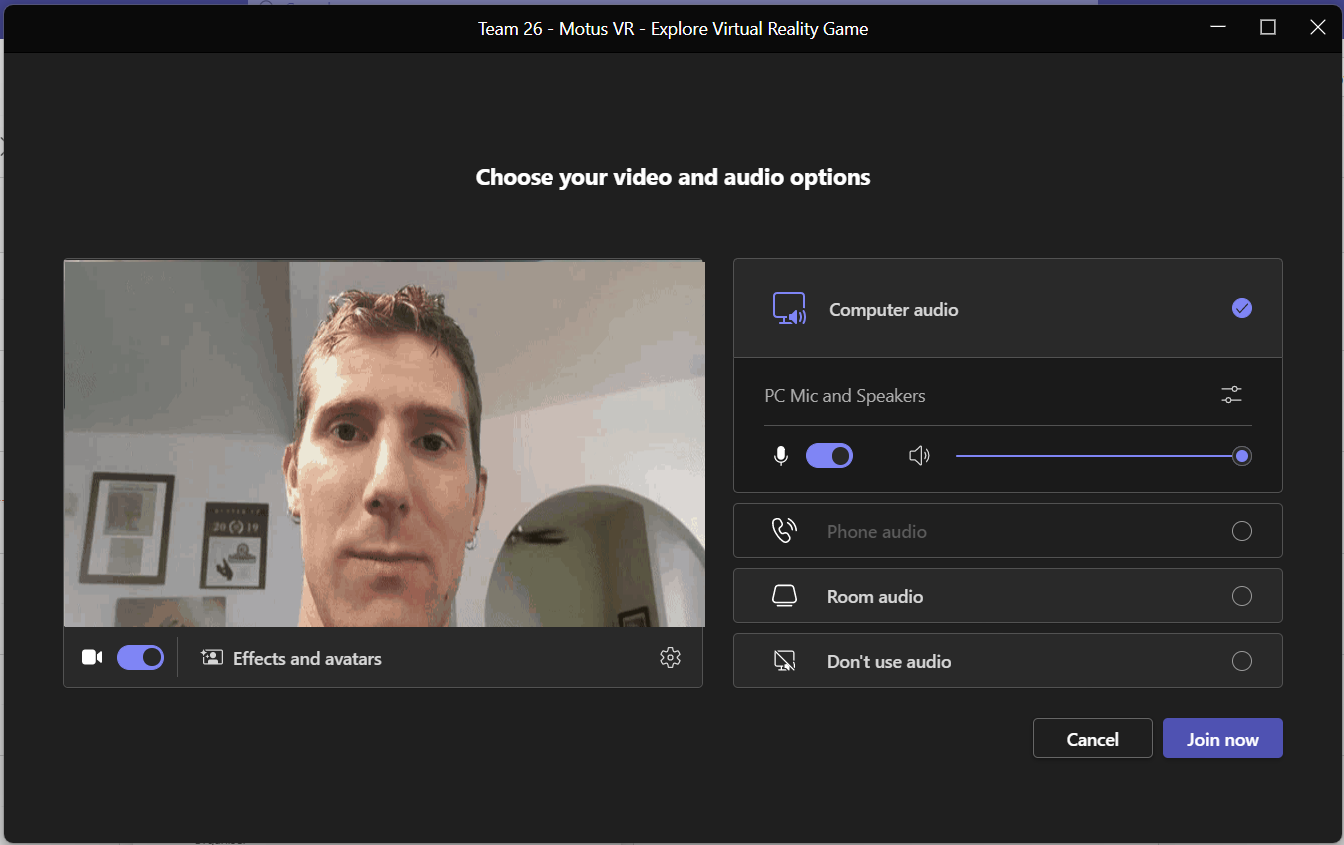 Team 26 - Motus VR - Explore Virtual Reality Game
Choose your video and audio options
Computer audio
PC Mic and Speakers
2019
Phone audio
Room audio
Effects and avatars
Don't use audio
Cancel
Join now